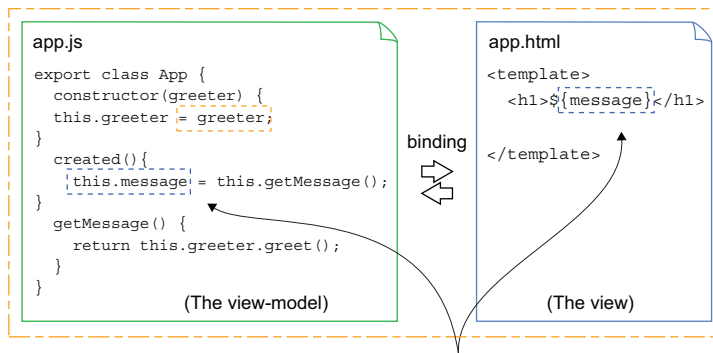 app.js
export class App {
constructor(greeter) {
this.greeter = greeter;
}
created(){
this.message = this.getMessage();
}
getMessage() {
return this.greeter.greet();
}
}
(The view-model)
binding
app.html
<template>
<h1>${message}</h1>
</template>
(The view)